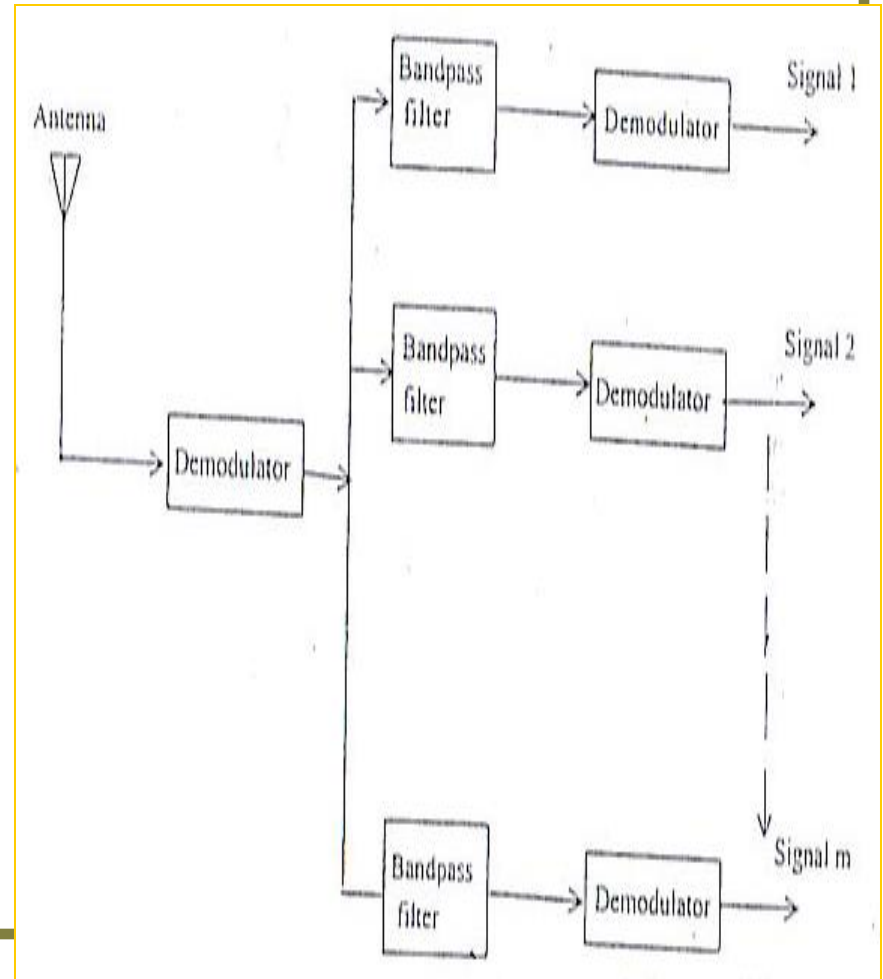 Antenna
Bandpass
filter
Demodulator
Signal 1
Bandpass
filter
Demodulator
Signal 2
Demodulator
Bandpass
filter
Demodulator
Signal m